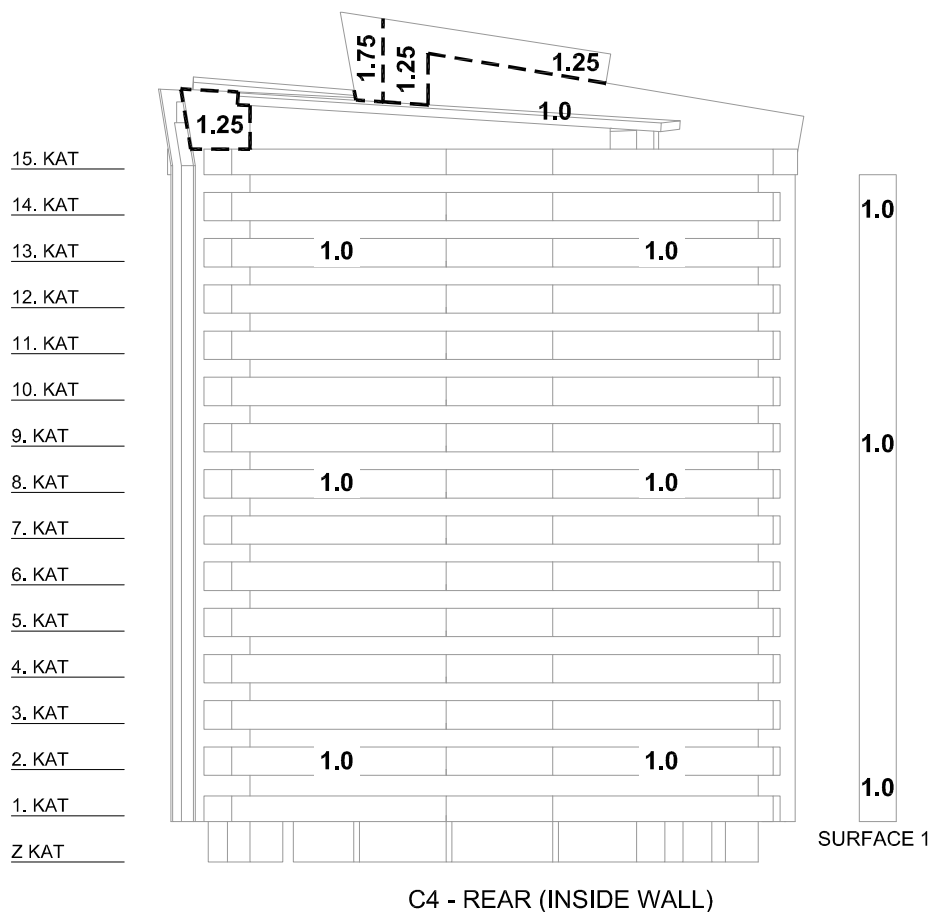 1.75
1.25
1.25
1.0
1.25
15. KAT
14. KAT
1.0
13. KAT
1.0
1.0
12. KAT
11. KAT
10. KAT
9. KAT
1.0
8. KAT
1.0
1.0
7. KAT
6. KAT
5. KAT
4. KAT
3. KAT
2. KAT
1.0
1.0
1.0
1. KAT
SURFACE 1
Z KAT
C4 - REAR (INSIDE WALL)